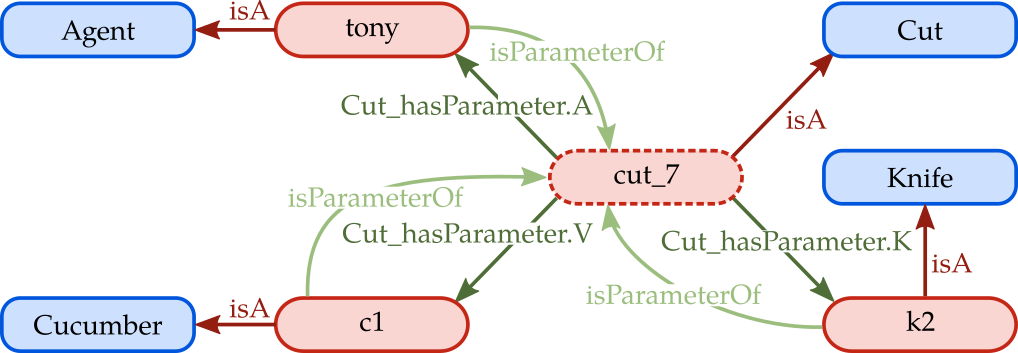 Agent
isA
tony
isParameterOf
Cut
Cut_hasParameter.A
isA
cut_7
Knife
isParameterOf
Cut_hasParameter.V
Cut_hasParameter.K
isA
isParameterOf
Cucumber
isA
c1
k2